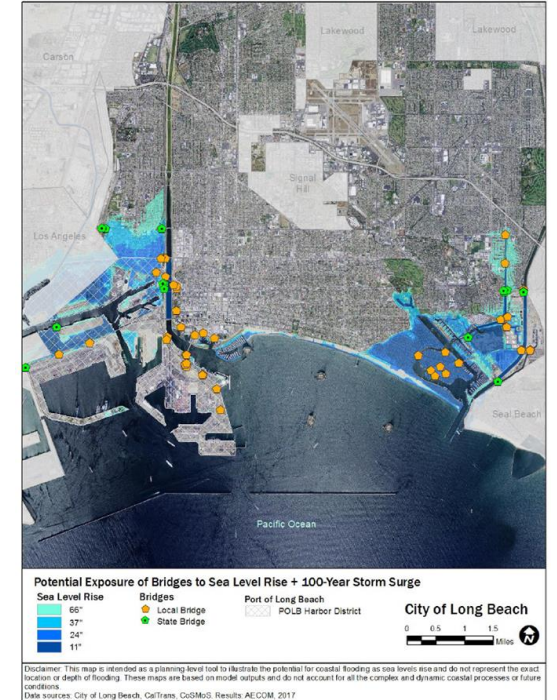 Lakewood
Lakewood
Carson
Signal
Hill
Los Angeles
Seal Beach
Pacific Ocean
Potential Exposure of Bridges to Sea Level Rise + 100-Year Storm Surge
Sea Level Rise
66"
37"
24"
11"
Bridges
Local Bridge
State Bridge
Port of Long Beach
POLB Harbor District
City of Long Beach
0 0.5 1 1.5
Miles
N
Disclaimer: This map is intended as a planning-level tool to illustrate the potential for coastal flooding as sea levels rise and do not represent the exact
location or depth of flooding. These maps are based on model outputs and do not account for all the complex and dynamic coastal processes or future
conditions.
Data sources: City of Long Beach, CalTrans, CoSMoS. Results: AECOM, 2017